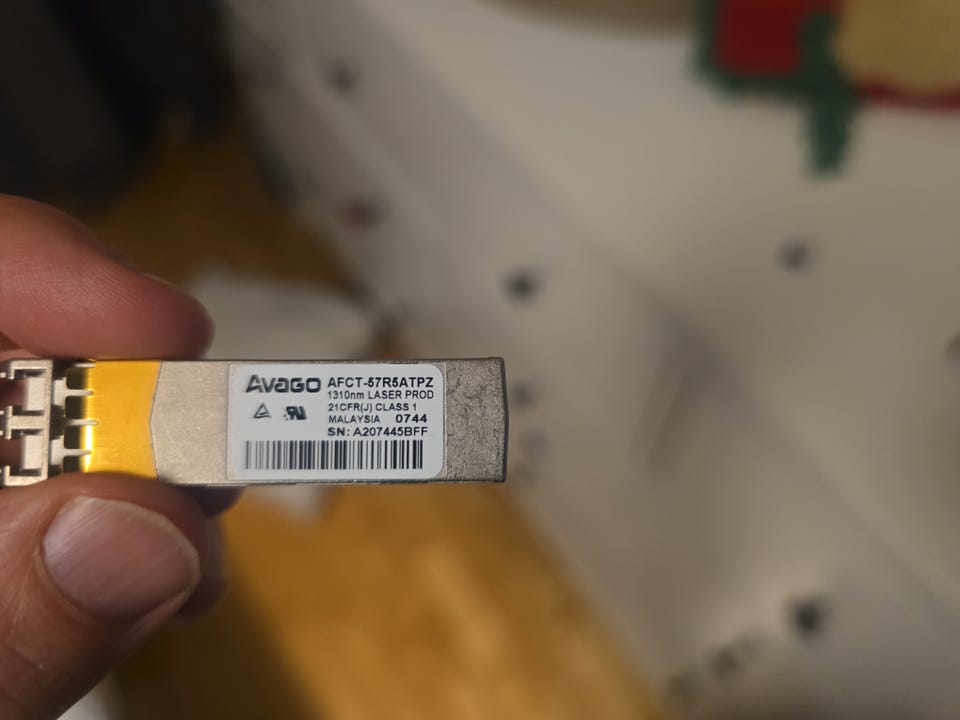 AVAGO AFCT-57R5ATPZ
1310nm LASER PROD
21CFR(J) CLASS 1
MALAYSIA 0744
SN: A207445BFF